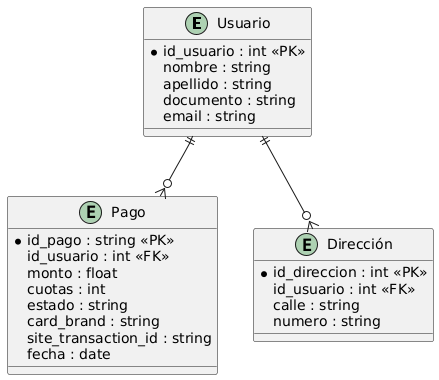 E Usuario
id_usuario : int «PK»
nombre : string
apellido : string
documento : string
email : string
E Pago
id_pago : string «PK»
id_usuario : int «FK»
monto : float
cuotas : int
estado : string
card_brand : string
site_transaction_id : string
fecha : date
E Dirección
id_direccion : int «PK»
id_usuario : int «FK»
calle : string
numero : string